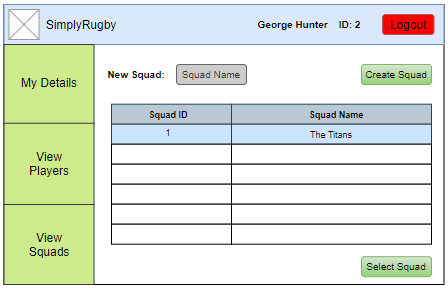 SimplyRugby
George Hunter ID: 2
Logout
My Details
View
Players
View
Squads
New Squad:
Squad Name
Create Squad
Squad ID
Squad Name
1
The Titans
Select Squad